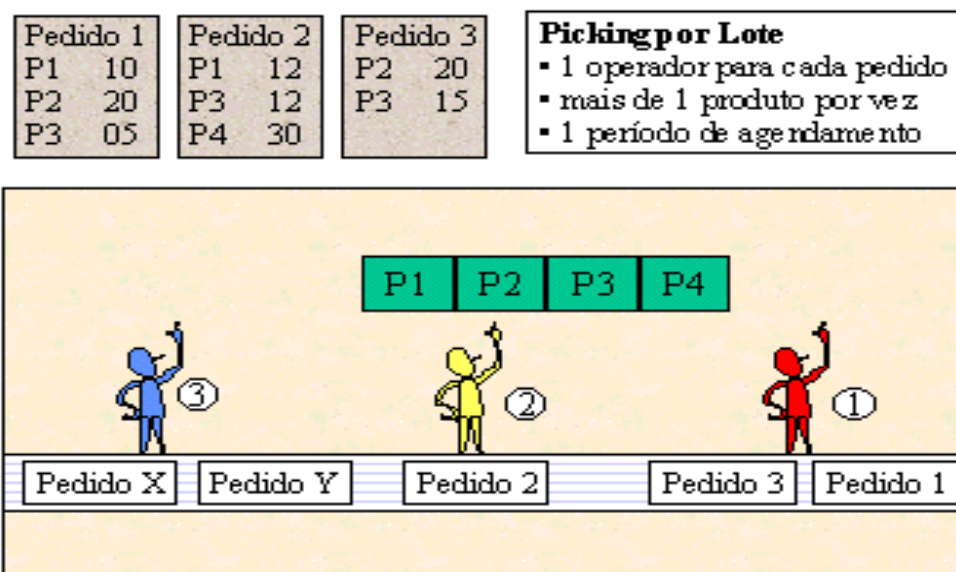 Pedido 1
P1 10
P2 20
P3 05
Pedido 2
P1 12
P3 12
P4 30
Pedido 3
P2 20
P3 15
Picking por Lote
▪ 1 operador para cada pedido
▪ mais de 1 produto por vez
▪ 1 período de agendamento
P1 P2 P3 P4
3 2 1
Pedido X Pedido Y Pedido 2 Pedido 3 Pedido 1